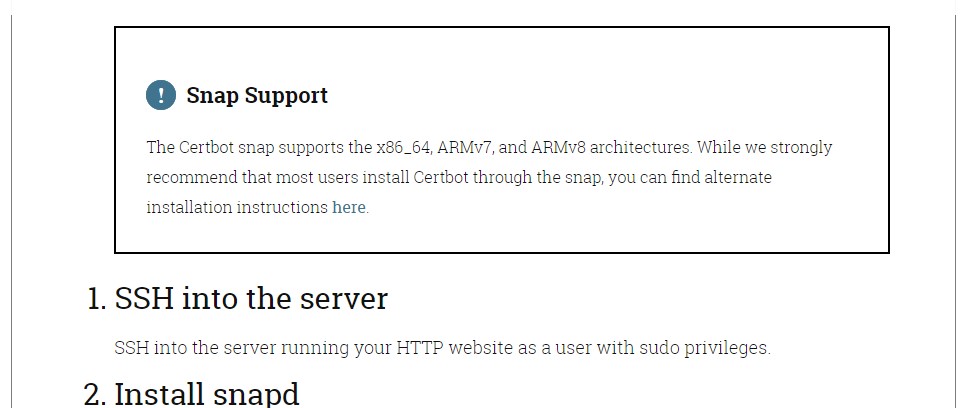 ! Snap Support
The Certbot snap supports the x86_64, ARMv7, and ARMv8 architectures. While we strongly
recommend that most users install Certbot through the snap, you can find alternate
installation instructions here.
1. SSH into the server
SSH into the server running your HTTP website as a user with sudo privileges.
2. Install snapd